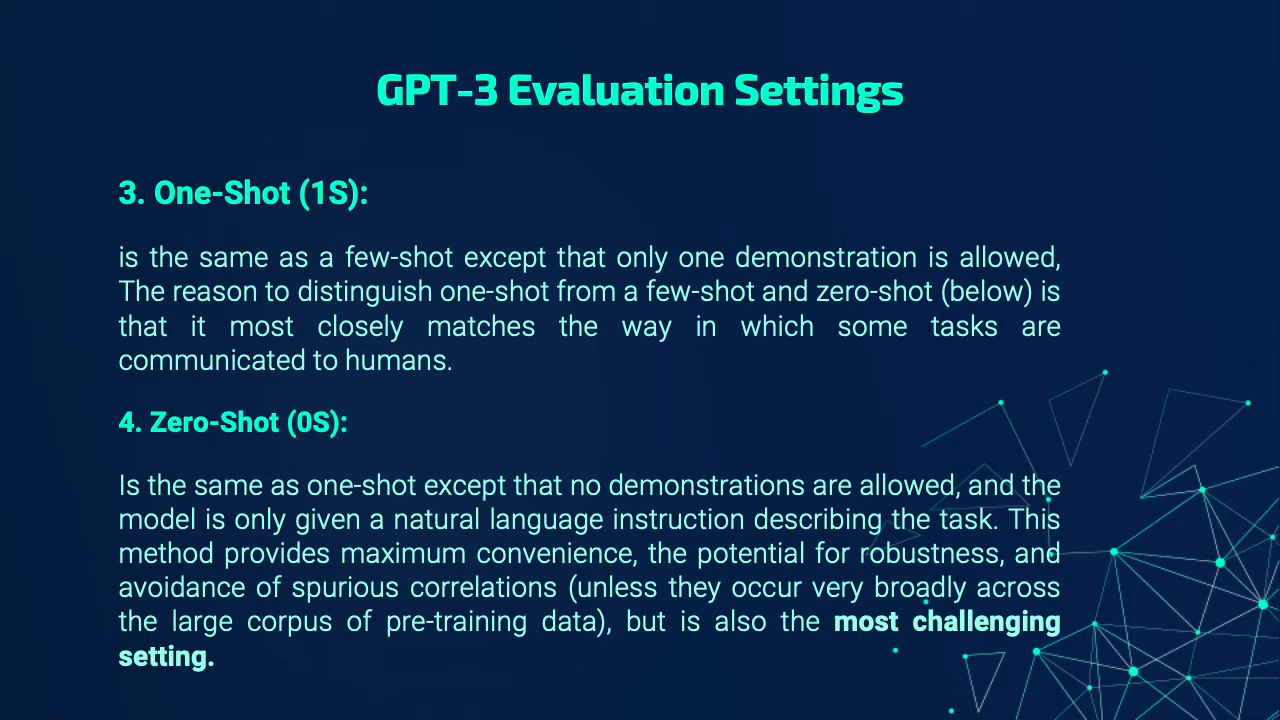 GPT-3 Evaluation Settings
3. One-Shot (1S):
is the same as a few-shot except that only one demonstration is allowed,
The reason to distinguish one-shot from a few-shot and zero-shot (below) is
that it most closely matches the way in which some tasks are
communicated to humans.
4. Zero-Shot (0S):
Is the same as one-shot except that no demonstrations are allowed, and the
model is only given a natural language instruction describing the task. This
method provides maximum convenience, the potential for robustness, and
avoidance of spurious correlations (unless they occur very broadly across
the large corpus of pre-training data), but is also the most challenging
setting.